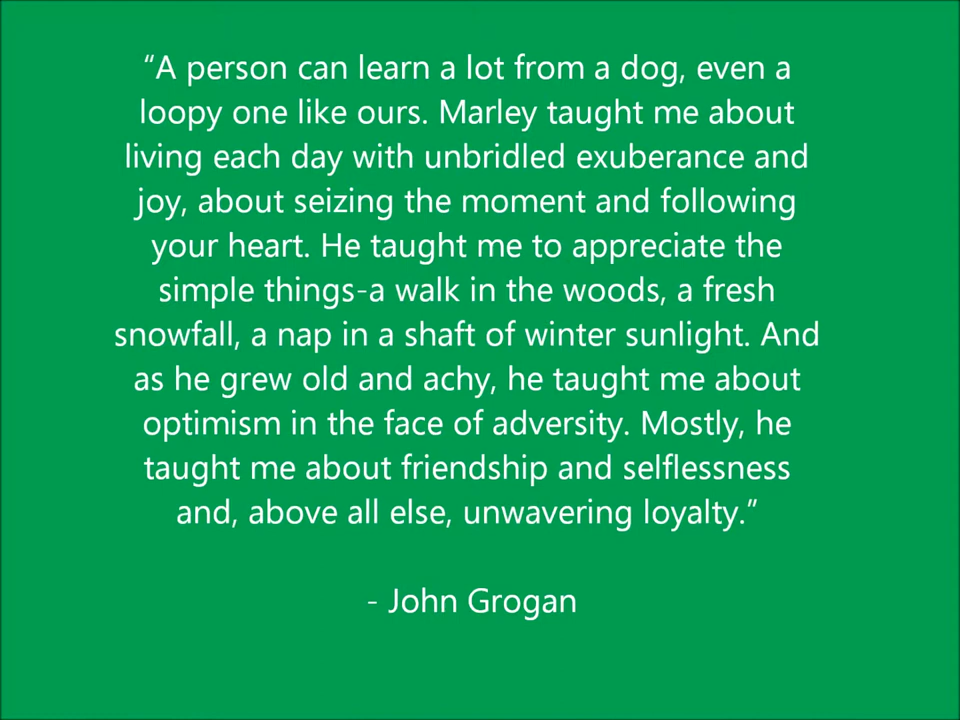 “A person can learn a lot from a dog, even a
loopy one like ours. Marley taught me about
living each day with unbridled exuberance and
joy, about seizing the moment and following
your heart. He taught me to appreciate the
simple things-a walk in the woods, a fresh
snowfall, a nap in a shaft of winter sunlight. And
as he grew old and achy, he taught me about
optimism in the face of adversity. Mostly, he
taught me about friendship and selflessness
and, above all else, unwavering loyalty.”
- John Grogan